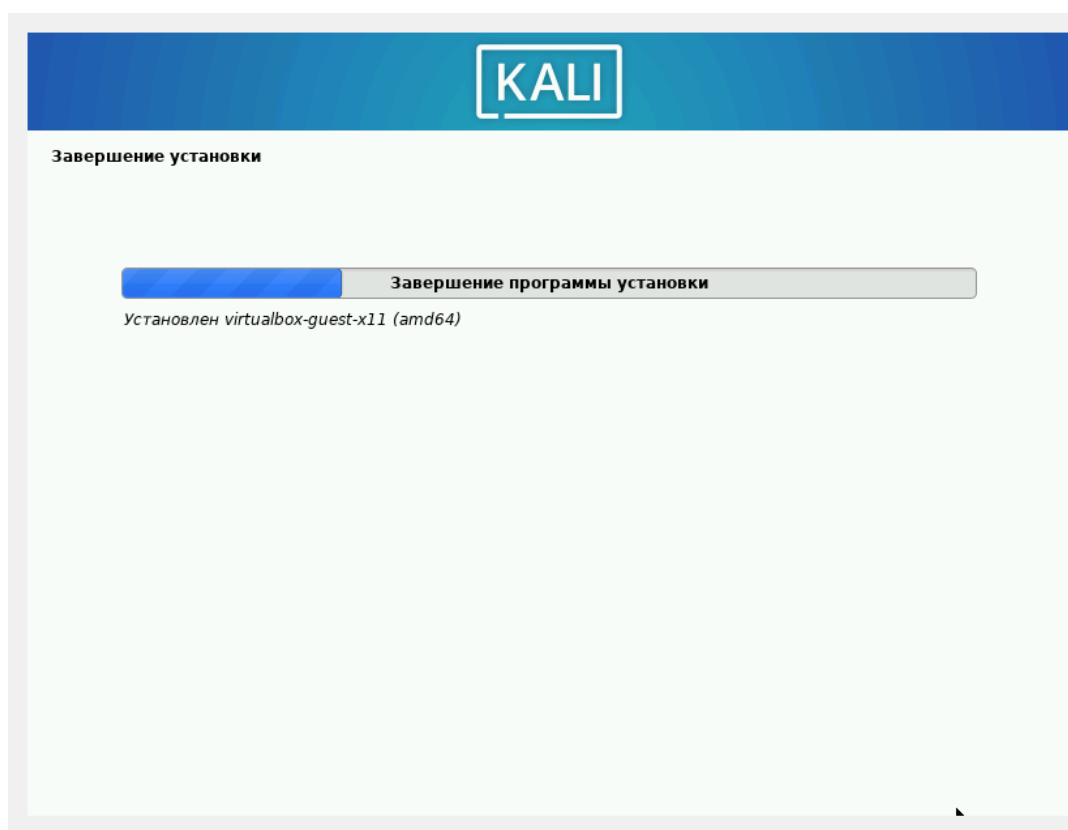 KALI
Завершение установки
Завершение программы установки
Установлен virtualbox-guest-x11 (amd64)